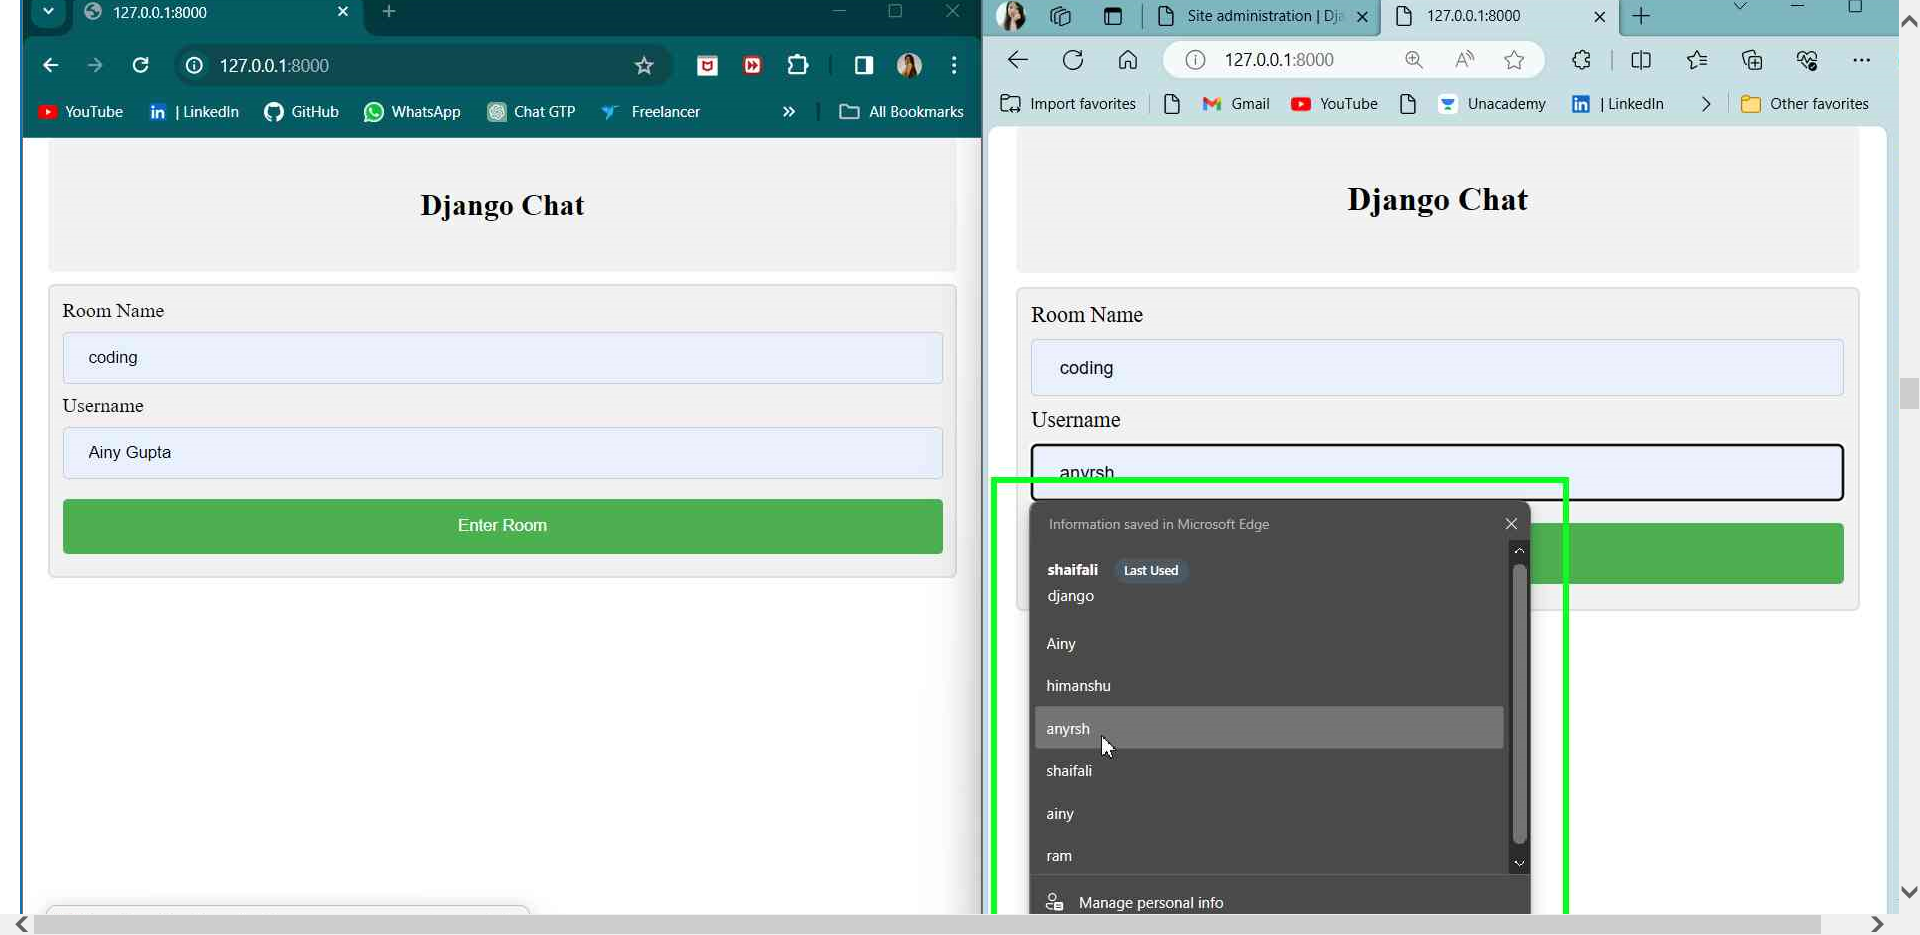 127.0.0.1:8000
127.0.0.1:8000
YouTube | LinkedIn GitHub WhatsApp Chat GTP Freelancer All Bookmarks
Django Chat
Room Name
coding
Username
Ainy Gupta
Enter Room
Site administration | Dja 127.0.0.1:8000
127.0.0.1:8000
Import favorites Gmail YouTube Unacademy | LinkedIn Other favorites
Django Chat
Room Name
coding
Username
anyrsh
Information saved in Microsoft Edge
shaifali Last Used
django
Ainy
himanshu
anyrsh
shaifali
ainy
ram
Manage personal info